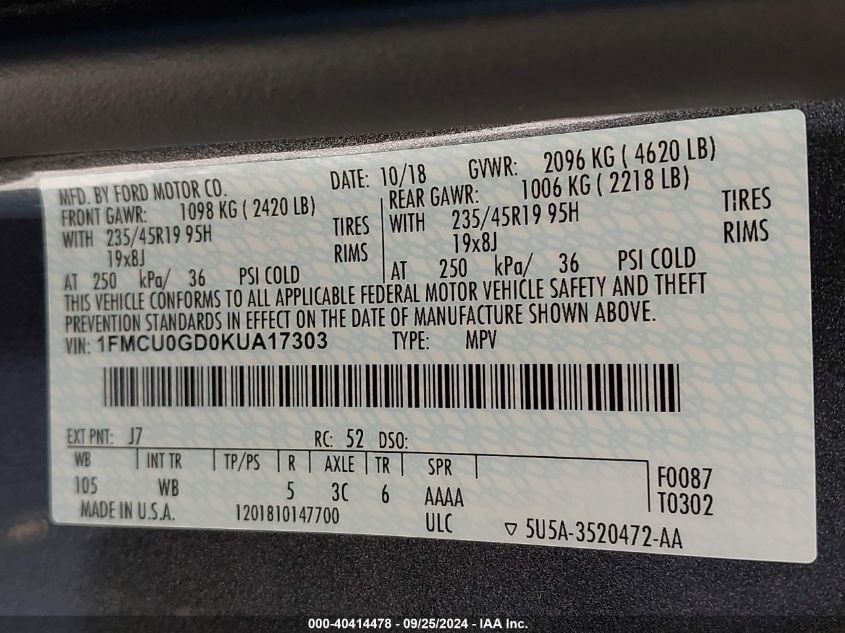 MFD. BY FORD MOTOR CO. DATE: 10/18 GVWR: 2096 KG ( 4620 LB)
FRONT GAWR: 1098 KG ( 2420 LB) REAR GAWR: 1006 KG ( 2218 LB)
WITH 235/45R19 95H TIRES WITH 235/45R19 95H TIRES
19x8J RIMS 19x8J RIMS
AT 250 kPa/ 36 PSI COLD AT 250 kPa/ 36 PSI COLD
THIS VEHICLE CONFORMS TO ALL APPLICABLE FEDERAL MOTOR VEHICLE SAFETY AND THEFT
PREVENTION STANDARDS IN EFFECT ON THE DATE OF MANUFACTURE SHOWN ABOVE.
VIN: 1FMCU0GD0KUA17303 TYPE: MPV
EXT PNT: J7 RC: 52 DSO:
WB INT TR TP/PS R AXLE TR SPR F0087
105 WB 5 3C 6 AAAA T0302
MADE IN U.S.A. 1201810147700 ULC ▽ 5U5A-3520472-AA
000-40414478 - 09/25/2024 - IAA Inc.